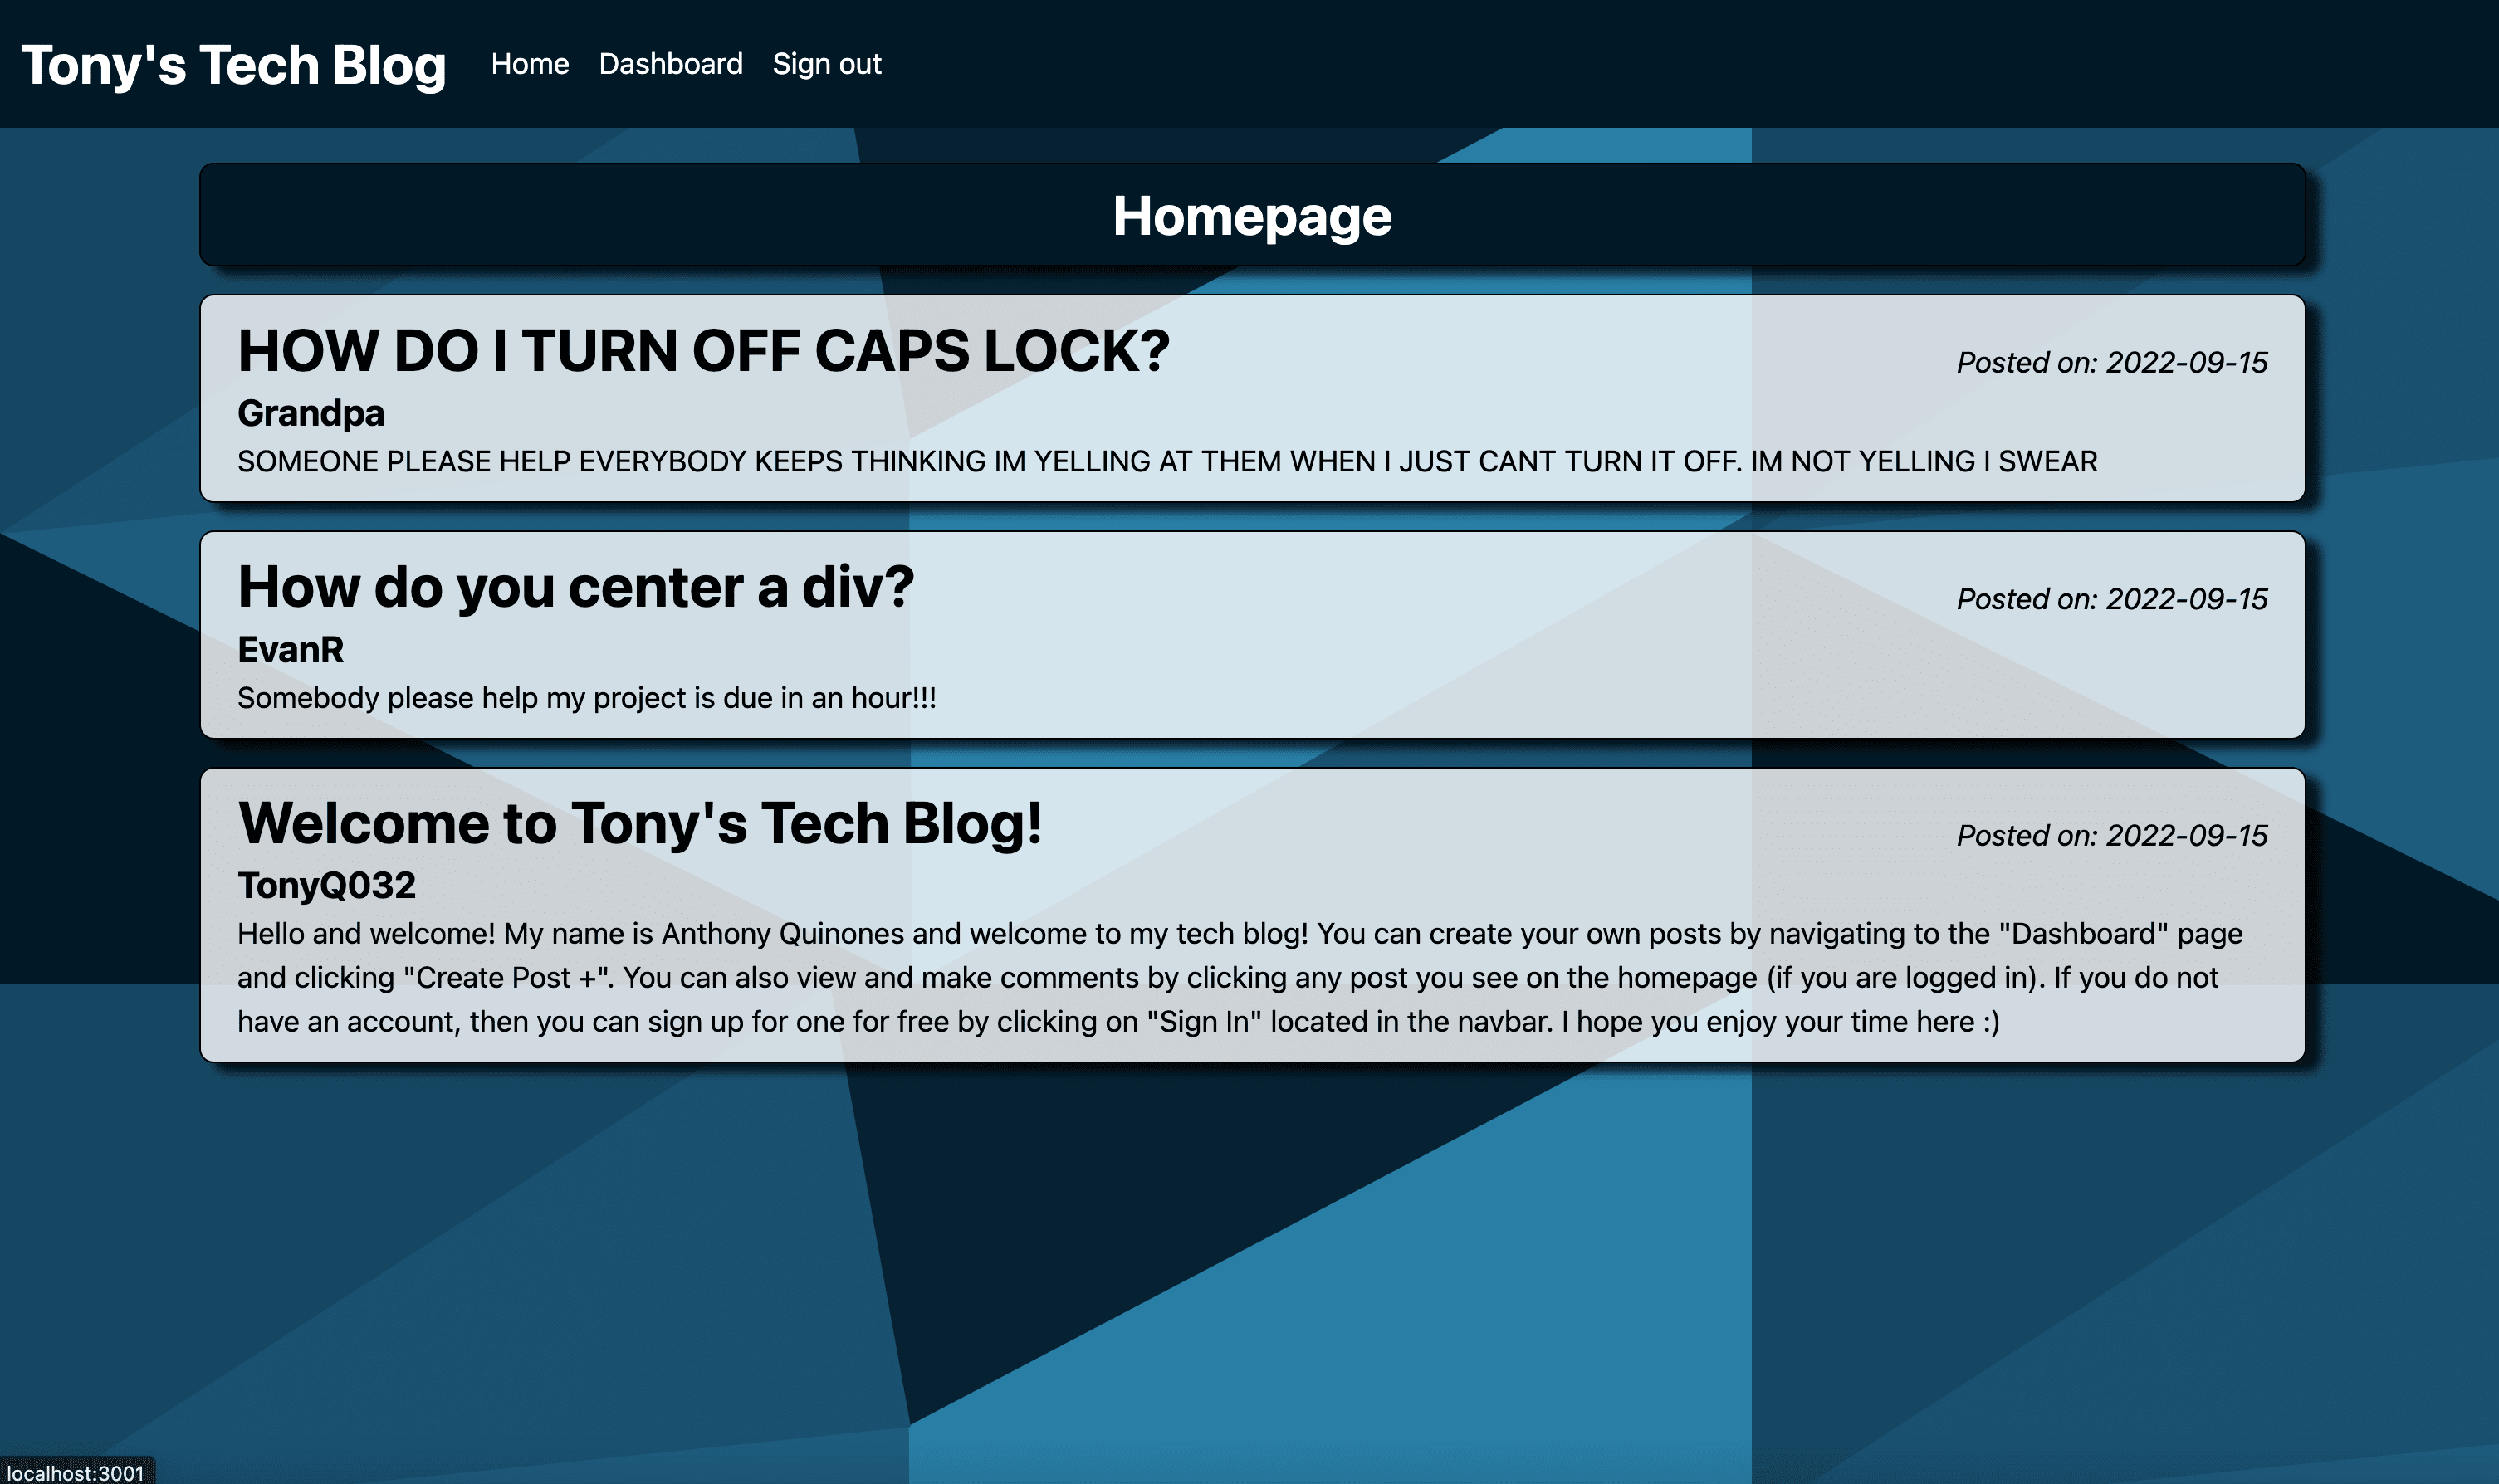 Tony's Tech Blog Home Dashboard Sign out
Homepage
HOW DO I TURN OFF CAPS LOCK?
Posted on: 2022-09-15
Grandpa
SOMEONE PLEASE HELP EVERYBODY KEEPS THINKING IM YELLING AT THEM WHEN I JUST CANT TURN IT OFF. IM NOT YELLING I SWEAR
How do you center a div?
Posted on: 2022-09-15
EvanR
Somebody please help my project is due in an hour!!!
Welcome to Tony's Tech Blog!
Posted on: 2022-09-15
TonyQ032
Hello and welcome! My name is Anthony Quinones and welcome to my tech blog! You can create your own posts by navigating to the "Dashboard" page
and clicking "Create Post +". You can also view and make comments by clicking any post you see on the homepage (if you are logged in). If you do not
have an account, then you can sign up for one for free by clicking on "Sign In" located in the navbar. I hope you enjoy your time here :)
localhost:3001